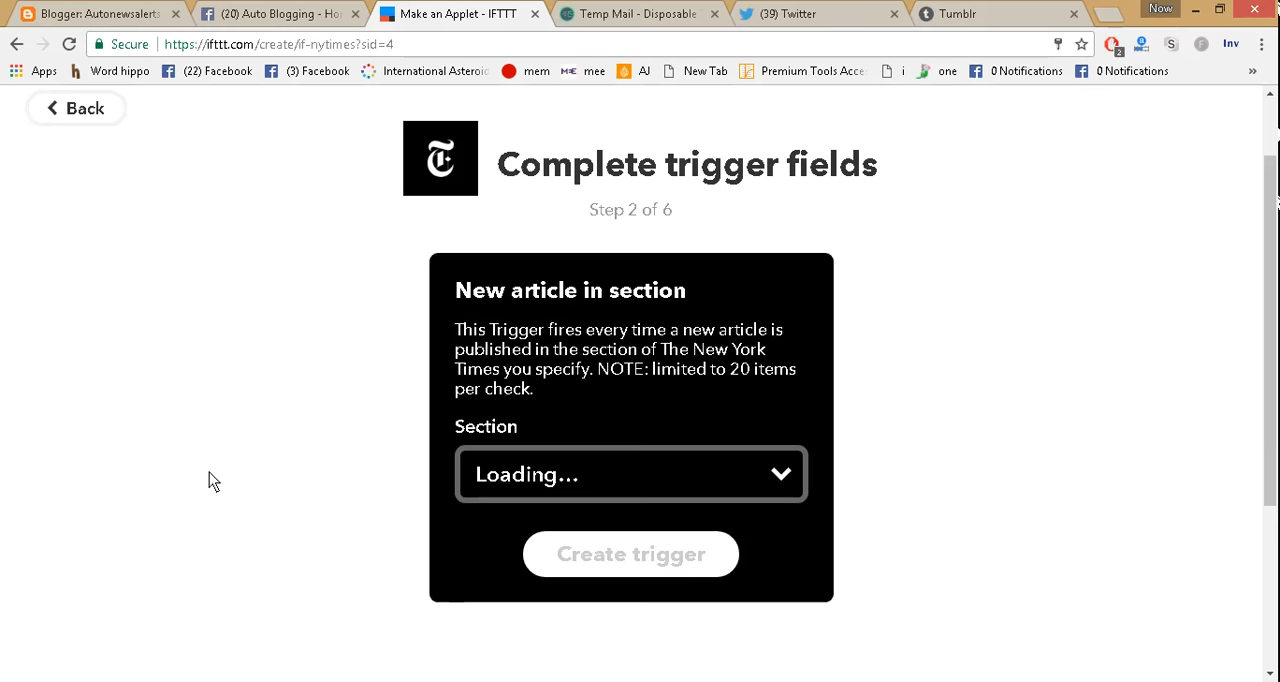 Blogger: Autonewsalerts
(20) Auto Blogging - Ho
Make an Applet - IFTTT
Temp Mail - Disposable
(39) Twitter
Tumblr
Now
Secure
https://ifttt.com/create/if-nytimes?sid=4
2
S
F
Inv
Apps
Word hippo
(22) Facebook
(3) Facebook
International Asteroi
mem
ME
mee
AJ
New Tab
Premium Tools Acce
i
one
0 Notifications
0 Notifications
»
Back
T
Complete trigger fields
Step 2 of 6
New article in section
This Trigger fires every time a new article is
published in the section of The New York
Times you specify. NOTE: limited to 20 items
per check.
Section
Loading...
Create trigger